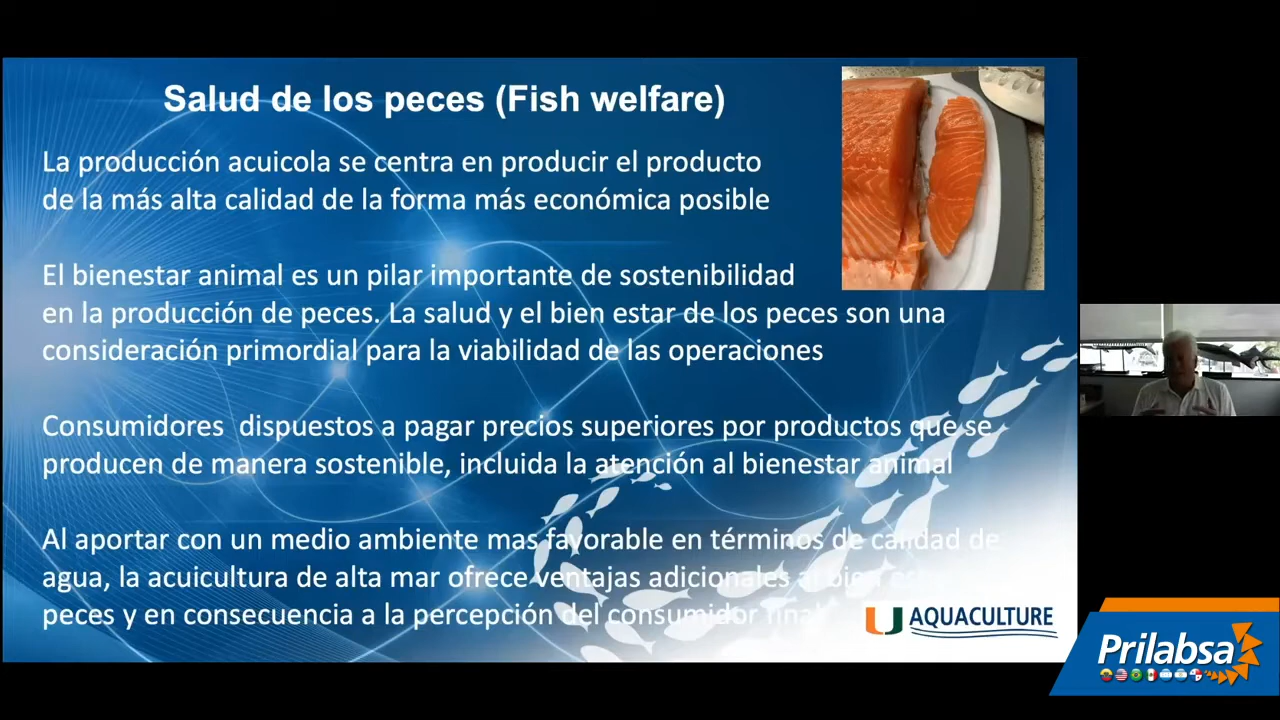 Salud de los peces (Fish welfare)
La producción acuicola se centra en producir el producto
de la más alta calidad de la forma más económica posible
El bienestar animal es un pilar importante de sostenibilidad
en la producción de peces. La salud y el bien estar de los peces son una
consideración primordial para la viabilidad de las operaciones
Consumidores dispuestos a pagar precios superiores por productos que se
producen de manera sostenible, incluida la atención al bienestar animal
Al aportar con un medio ambiente mas favorable en términos de calidad de
agua, la acuicultura de alta mar ofrece ventajas adicionales al bien
peces y en consecuencia a la percepción del consumidor final
U AQUACULTURE
Prilabsa